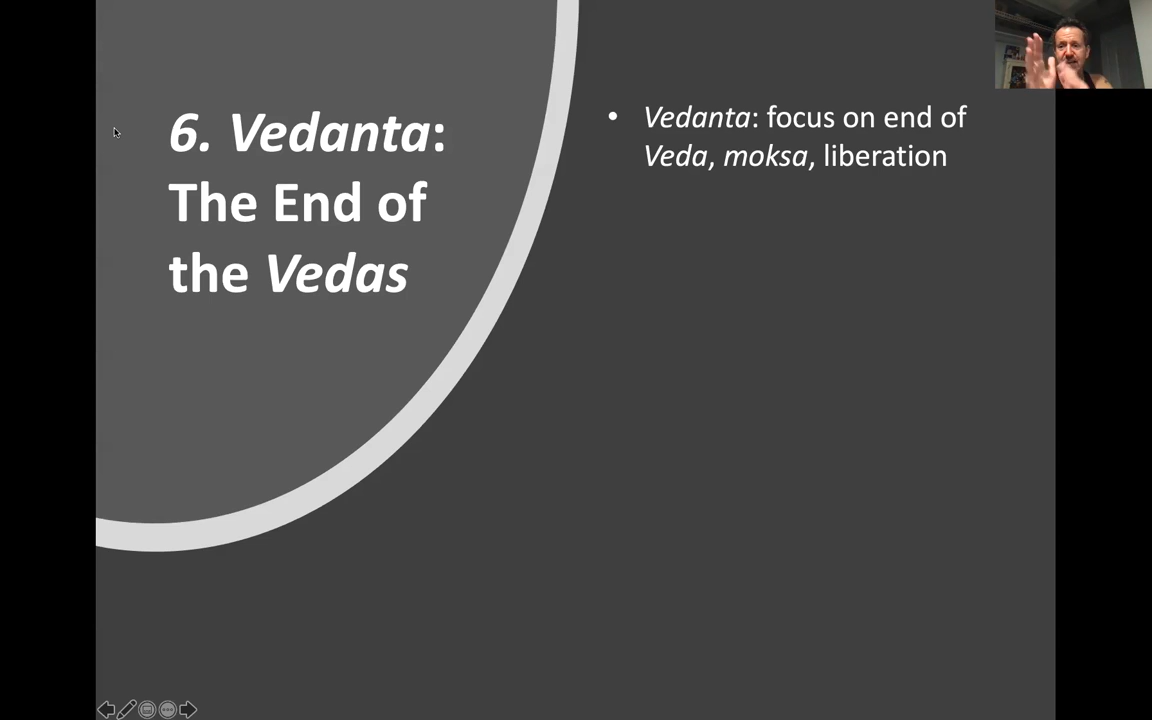 6. Vedanta:
The End of
the Vedas
• Vedanta: focus on end of
Veda, moksa, liberation